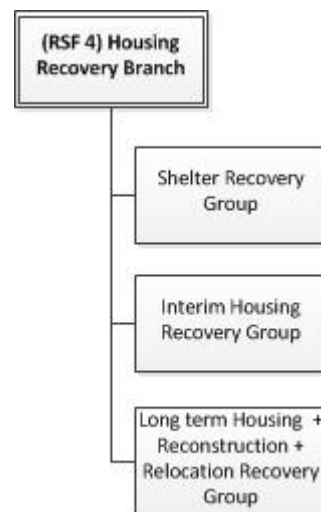 (RSF 4) Housing
Recovery Branch
Shelter Recovery
Group
Interim Housing
Recovery Group
Long term Housing +
Reconstruction +
Relocation Recovery
Group